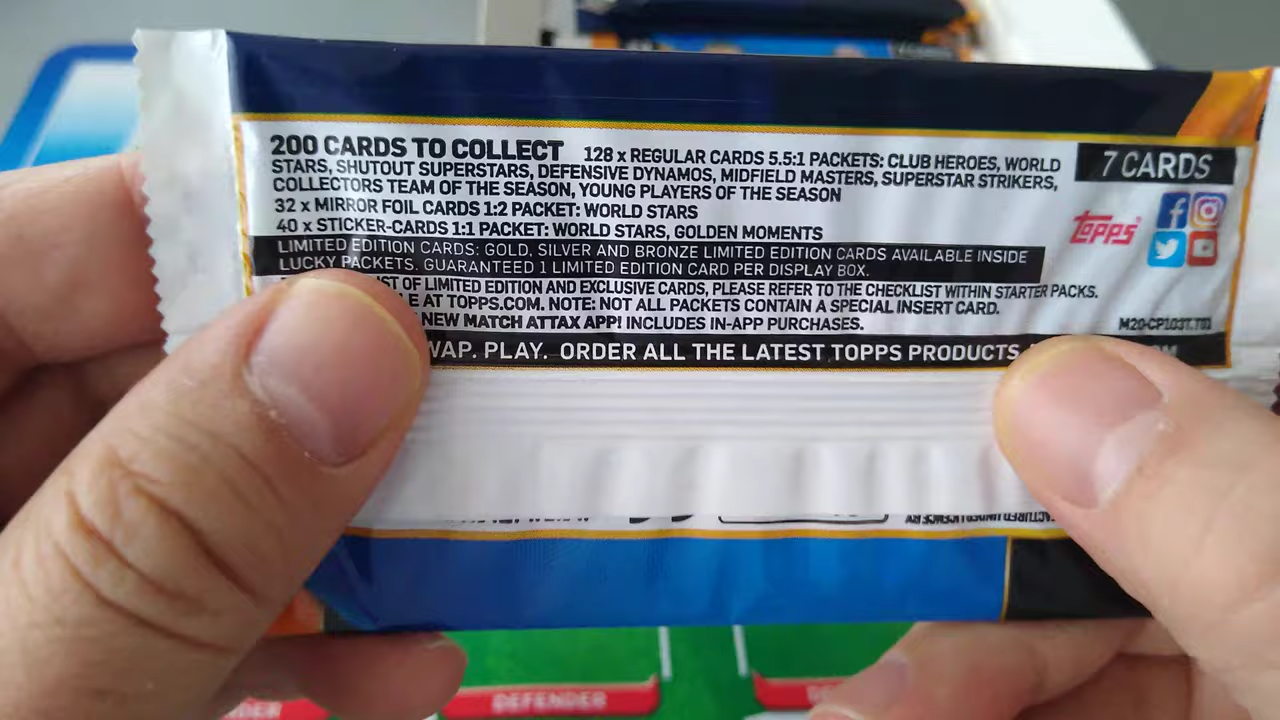 200 CARDS TO COLLECT 128 x REGULAR CARDS 5.5:1 PACKETS: CLUB HEROES, WORLD
STARS, SHUTOUT SUPERSTARS, DEFENSIVE DYNAMOS, MIDFIELD MASTERS, SUPERSTAR STRIKERS,
COLLECTORS TEAM OF THE SEASON, YOUNG PLAYERS OF THE SEASON
32 x MIRROR FOIL CARDS 1:2 PACKET: WORLD STARS
40 x STICKER-CARDS 1:1 PACKET: WORLD STARS, GOLDEN MOMENTS
7 CARDS
Topps
LIMITED EDITION CARDS: GOLD, SILVER AND BRONZE LIMITED EDITION CARDS AVAILABLE INSIDE
LUCKY PACKETS. GUARANTEED 1 LIMITED EDITION CARD PER DISPLAY BOX.
OF LIMITED EDITION AND EXCLUSIVE CARDS, PLEASE REFER TO THE CHECKLIST WITHIN STARTER PACKS.
AT TOPPS.COM. NOTE: NOT ALL PACKETS CONTAIN A SPECIAL INSERT CARD.
NEW MATCH ATTAX APP! INCLUDES IN-APP PURCHASES.
PLAY. ORDER ALL THE LATEST TOPPS PRODUCTS
DEFENDER